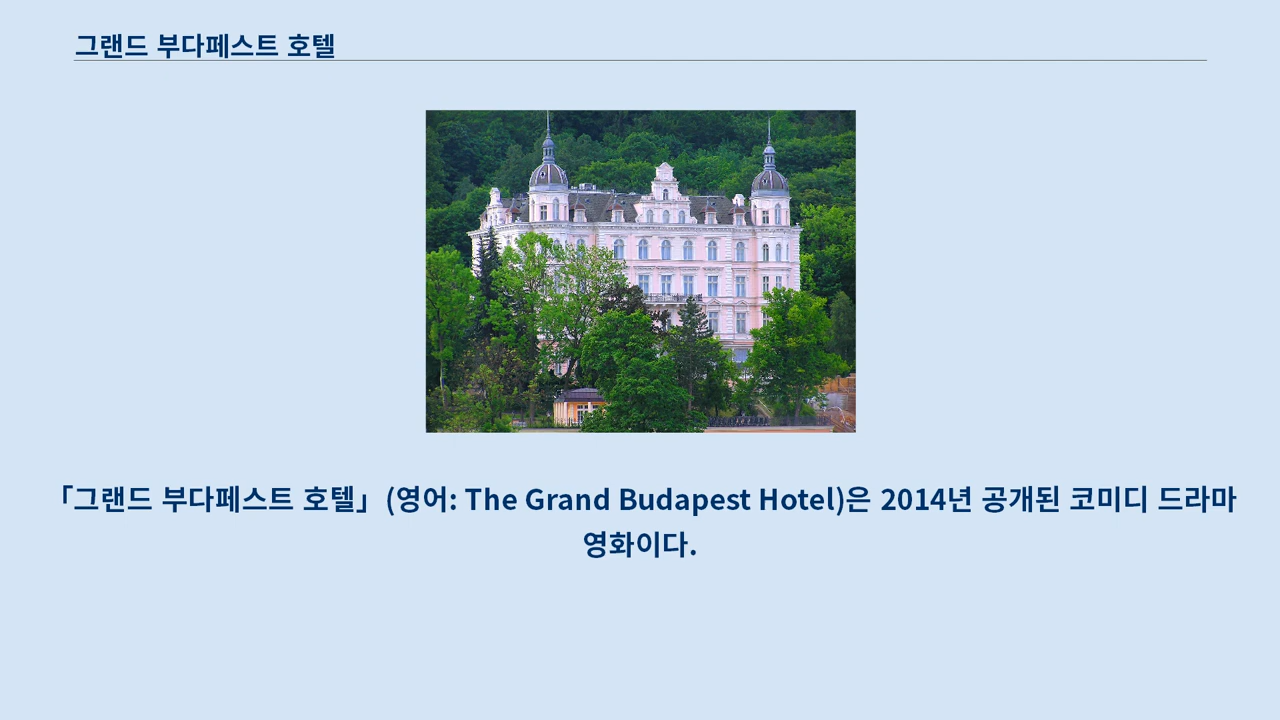 그랜드 부다페스트 호텔
「그랜드 부다페스트 호텔」(영어: The Grand Budapest Hotel)은 2014년 공개된 코미디 드라마
영화이다.